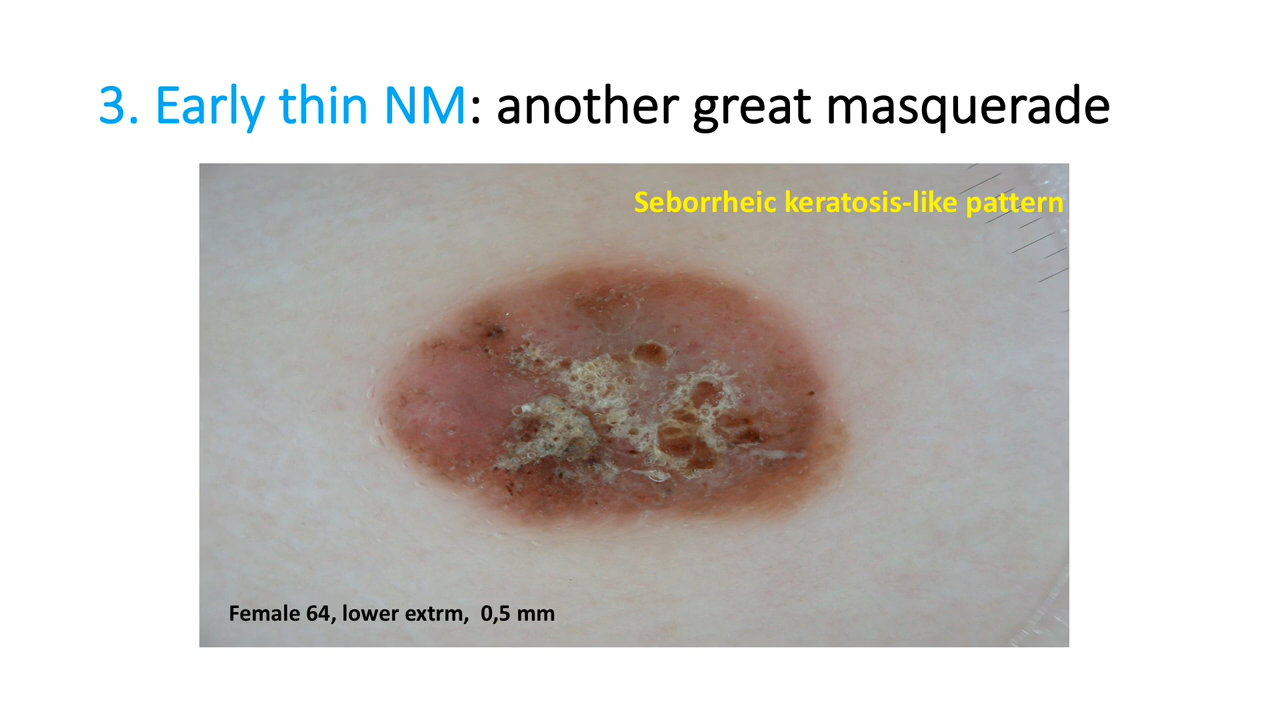 3. Early thin NM: another great masquerade
Seborrheic keratosis-like pattern
Female 64, lower extrm, 0,5 mm